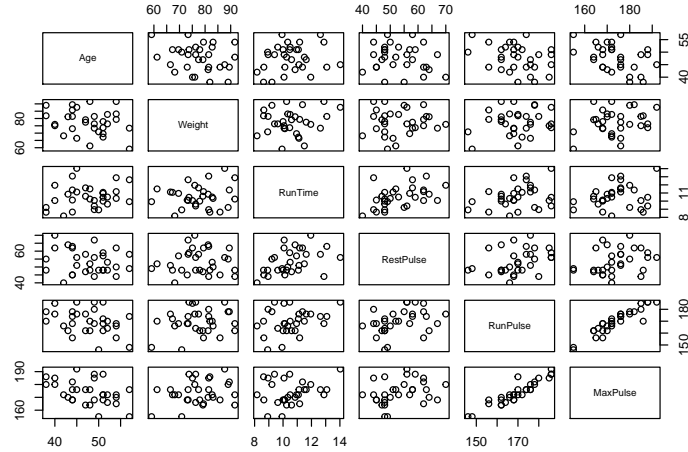 60 70 80 90
40 50 60 70
160 180
Age
40 55
60 80
Weight
RunTime
8 11
40 60
RestPulse
RunPulse
150 180
160 190
MaxPulse
40 50
8 10 12 14
150 170